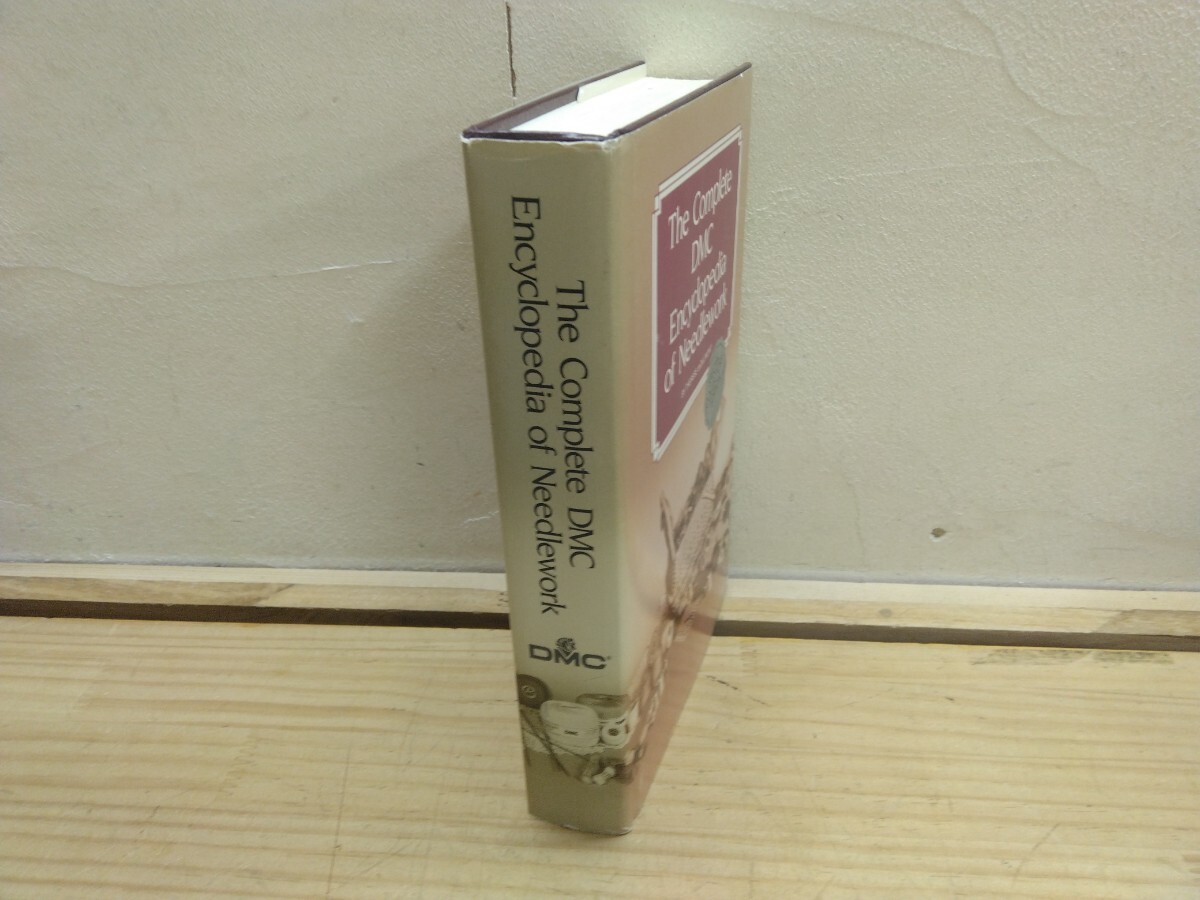 The Complete DMC
Encyclopedia of Needlework
DMC®
The Complete
DMC
Encyclopedia
of Needlework